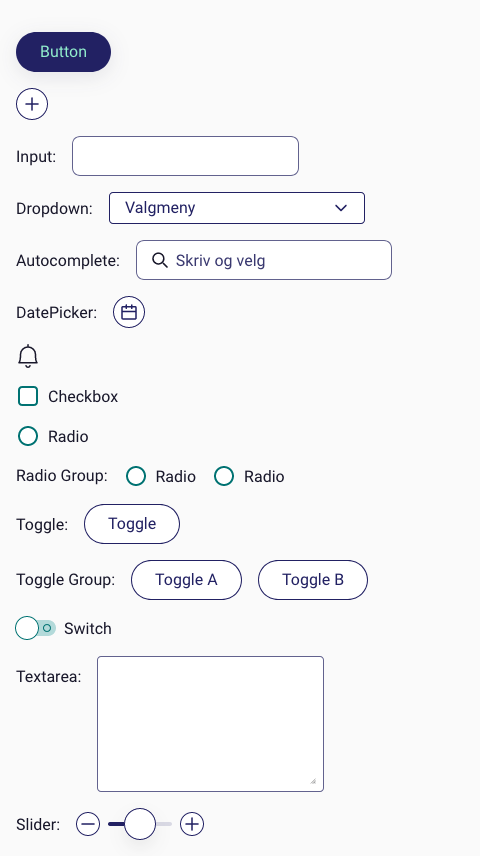 Button
Input:
Dropdown: Valgmeny
Autocomplete: Skriv og velg
DatePicker:
Checkbox
Radio
Radio Group: Radio Radio
Toggle: Toggle
Toggle Group: Toggle A Toggle B
Switch
Textarea:
Slider: